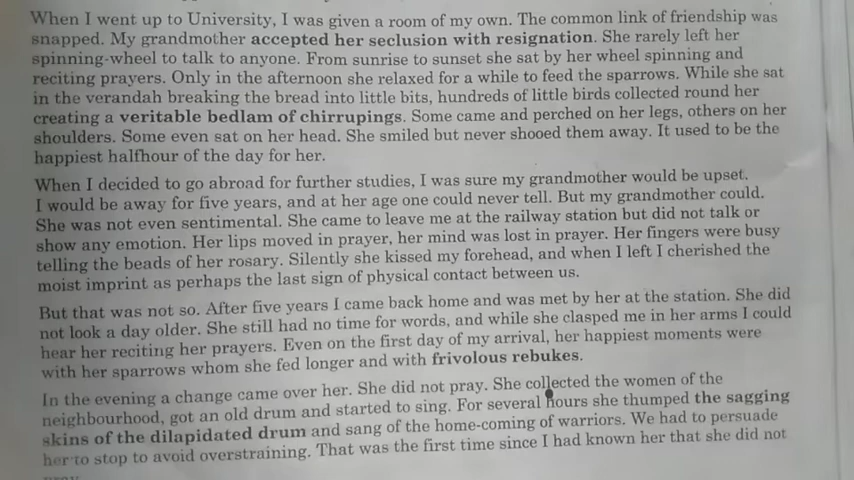 When I went up to University, I was given a room of my own. The common link of friendship was
snapped. My grandmother accepted her seclusion with resignation. She rarely left her
spinning-wheel to talk to anyone. From sunrise to sunset she sat by her wheel spinning and
reciting prayers. Only in the afternoon she relaxed for a while to feed the sparrows. While she sat
in the verandah breaking the bread into little bits, hundreds of little birds collected round her
creating a veritable bedlam of chirrupings. Some came and perched on her legs, others on her
shoulders. Some even sat on her head. She smiled but never shooed them away. It used to be the
happiest halfhour of the day for her.
When I decided to go abroad for further studies, I was sure my grandmother would be upset.
I would be away for five years, and at her age one could never tell. But my grandmother could.
She was not even sentimental. She came to leave me at the railway station but did not talk or
show any emotion. Her lips moved in prayer, her mind was lost in prayer. Her fingers were busy
telling the beads of her rosary. Silently she kissed my forehead, and when I left I cherished the
moist imprint as perhaps the last sign of physical contact between us.
But that was not so. After five years I came back home and was met by her at the station. She did
not look a day older. She still had no time for words, and while she clasped me in her arms I could
hear her reciting her prayers. Even on the first day of my arrival, her happiest moments were
with her sparrows whom she fed longer and with frivolous rebukes.
In the evening a change came over her. She did not pray. She collected the women of the
neighbourhood, got an old drum and started to sing. For several hours she thumped the sagging
skins of the dilapidated drum and sang of the home-coming of warriors. We had to persuade
her to stop to avoid overstraining. That was the first time since I had known her that she did not